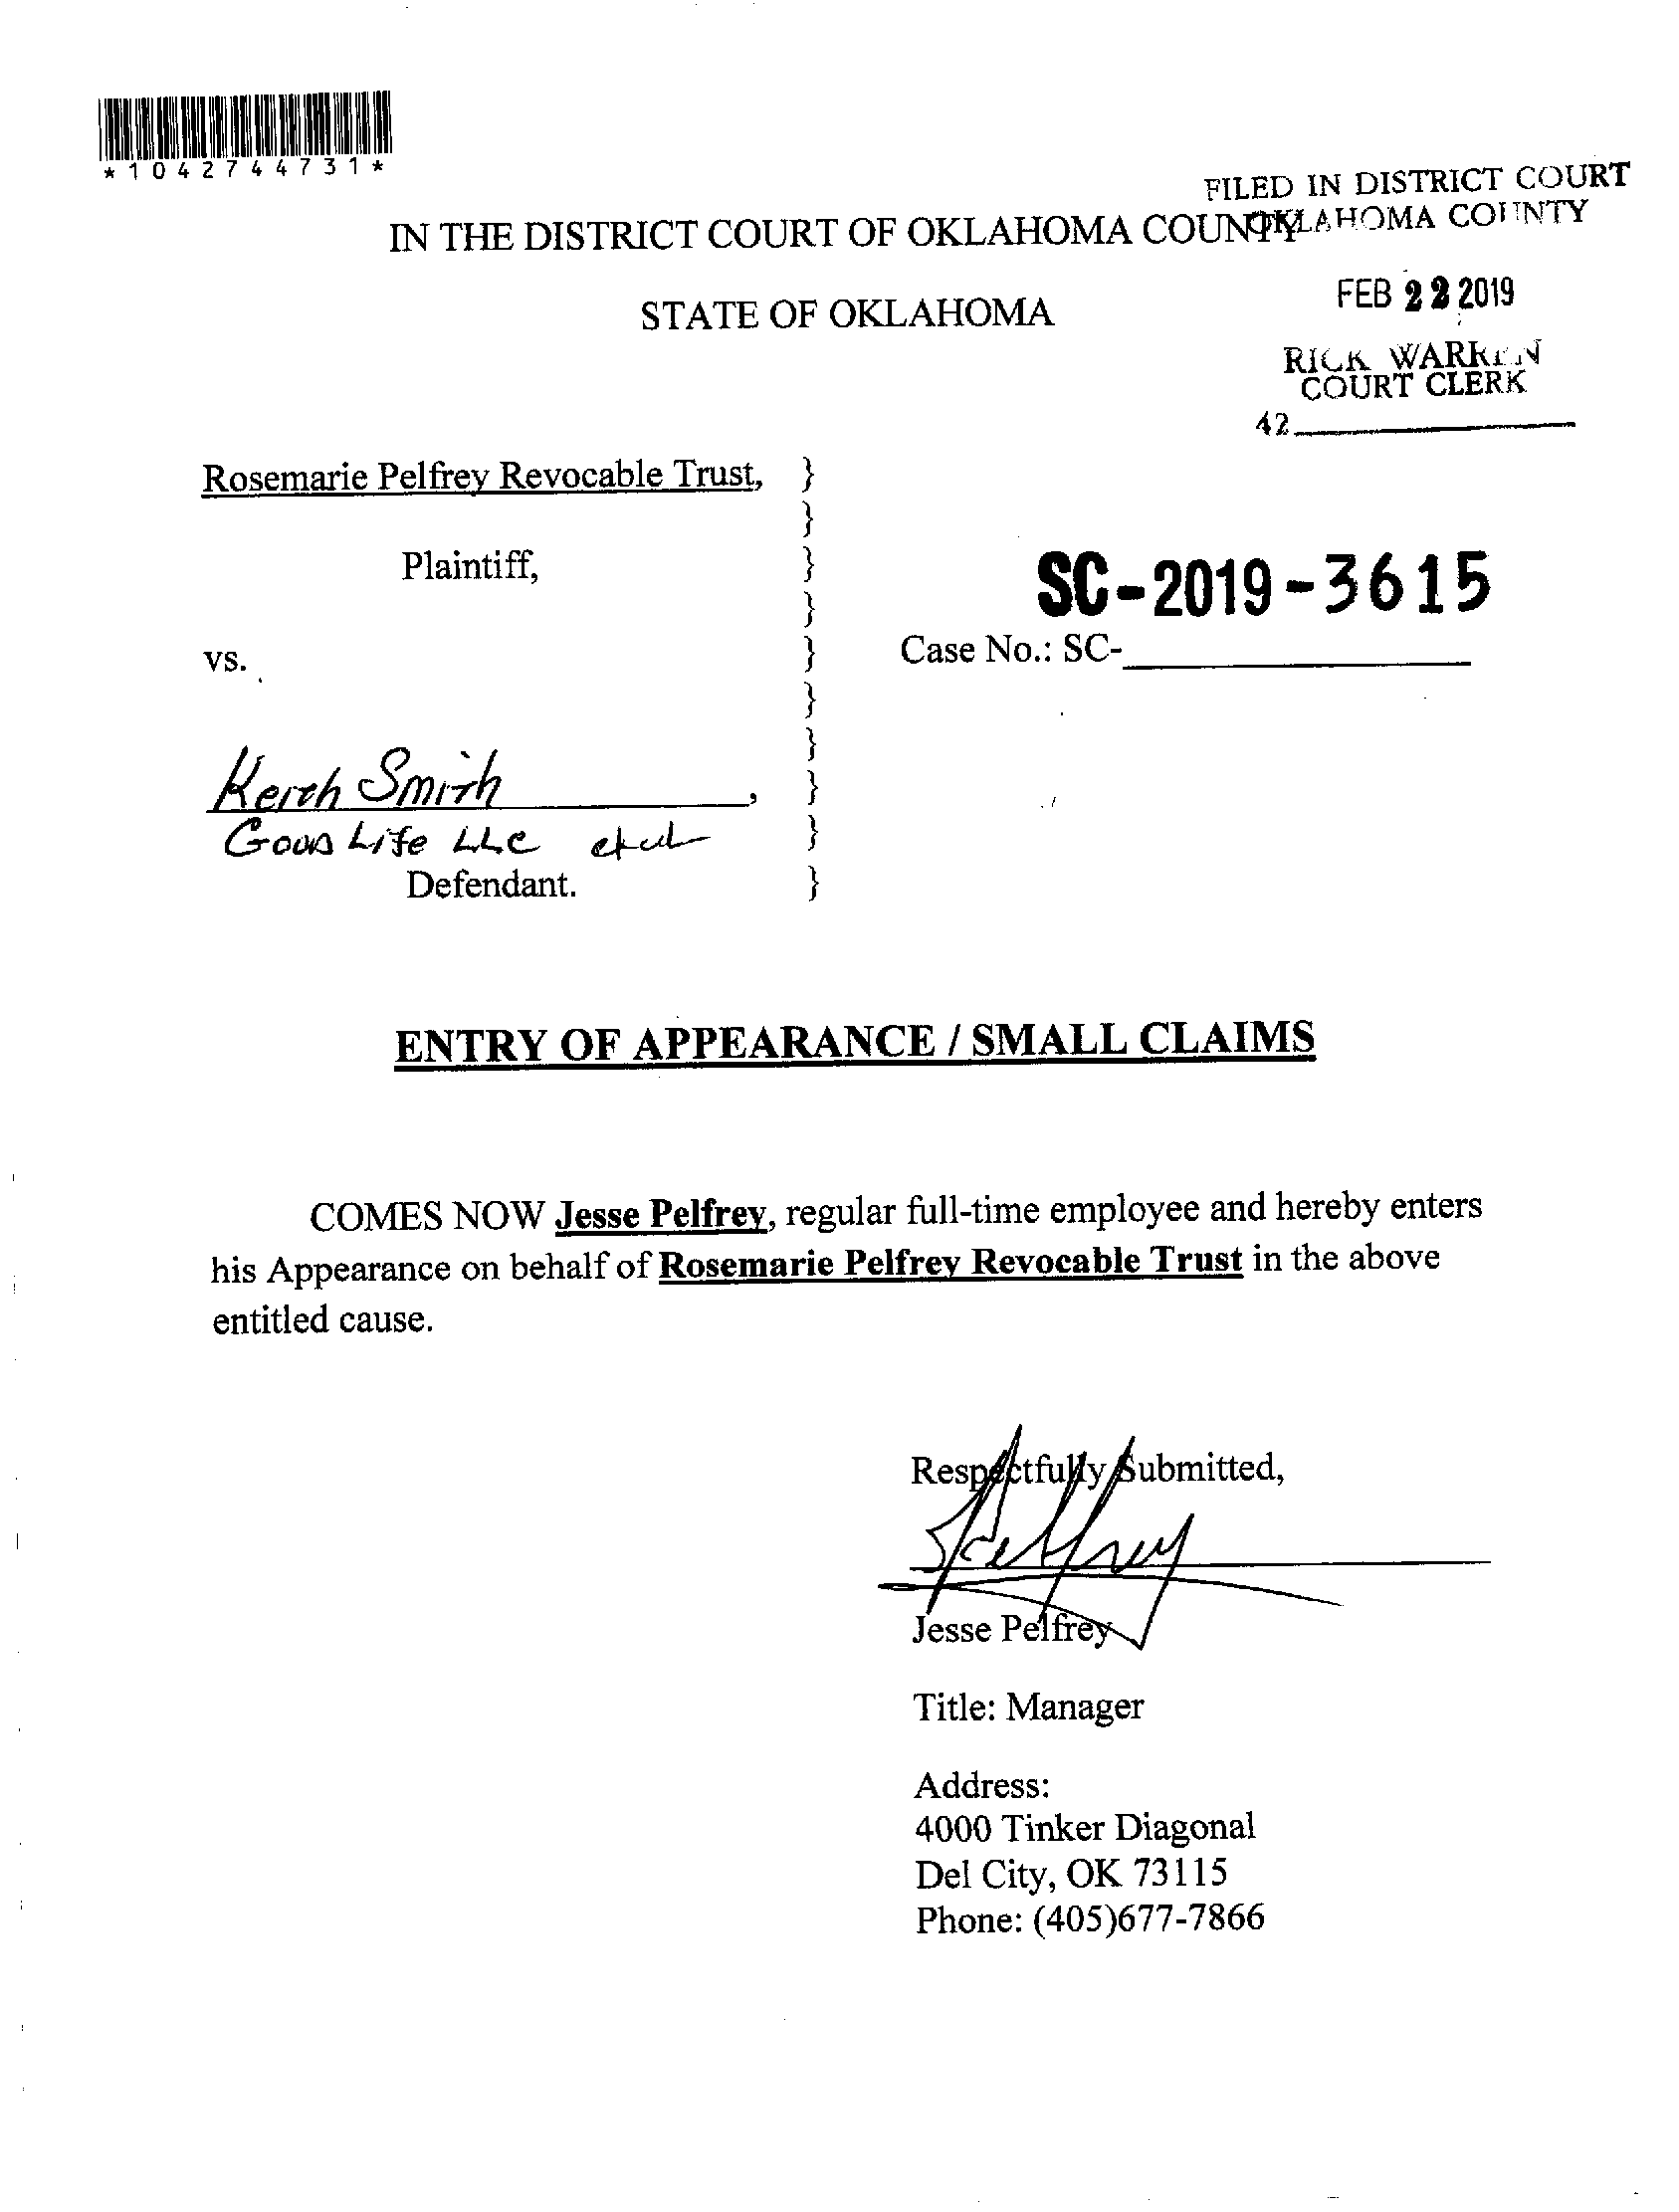 *1042744731*
FILED IN DISTRICT COURT
OKLAHOMA COUNTY
IN THE DISTRICT COURT OF OKLAHOMA COUNTY
STATE OF OKLAHOMA
FEB 22 2019
RICK WARREN
COURT CLERK
42
Rosemarie Pelfrey Revocable Trust, }
}
Plaintiff, }
}
SC-2019-3615
vs. } Case No.: SC-
}
}
Keith Smith, }
Good Life LLC etal }
Defendant. }
ENTRY OF APPEARANCE / SMALL CLAIMS
COMES NOW Jesse Pelfrey, regular full-time employee and hereby enters
his Appearance on behalf of Rosemarie Pelfrey Revocable Trust in the above
entitled cause.
Respectfully Submitted,
JPelfrey
Jesse Pelfrey
Title: Manager
Address:
4000 Tinker Diagonal
Del City, OK 73115
Phone: (405)677-7866